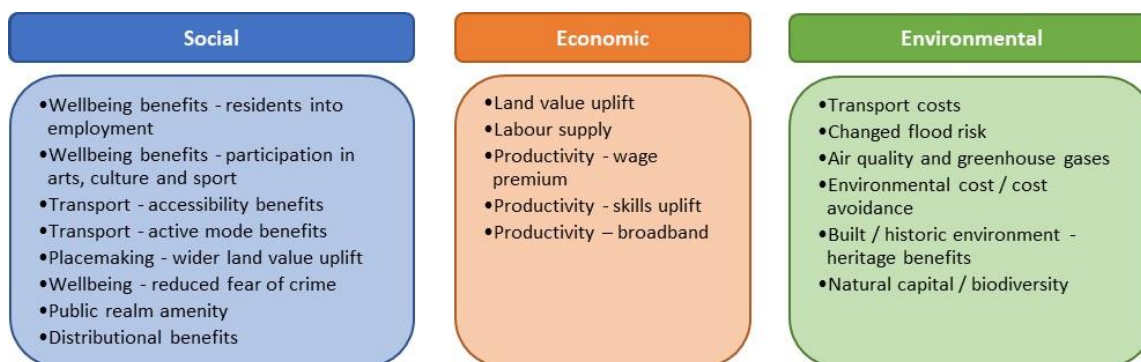 Social
•Wellbeing benefits - residents into
employment
•Wellbeing benefits - participation in
arts, culture and sport
•Transport - accessibility benefits
•Transport - active mode benefits
•Placemaking - wider land value uplift
•Wellbeing - reduced fear of crime
•Public realm amenity
•Distributional benefits
Economic
•Land value uplift
•Labour supply
•Productivity - wage
premium
•Productivity - skills uplift
•Productivity – broadband
Environmental
•Transport costs
•Changed flood risk
•Air quality and greenhouse gases
•Environmental cost / cost
avoidance
•Built / historic environment -
heritage benefits
•Natural capital / biodiversity